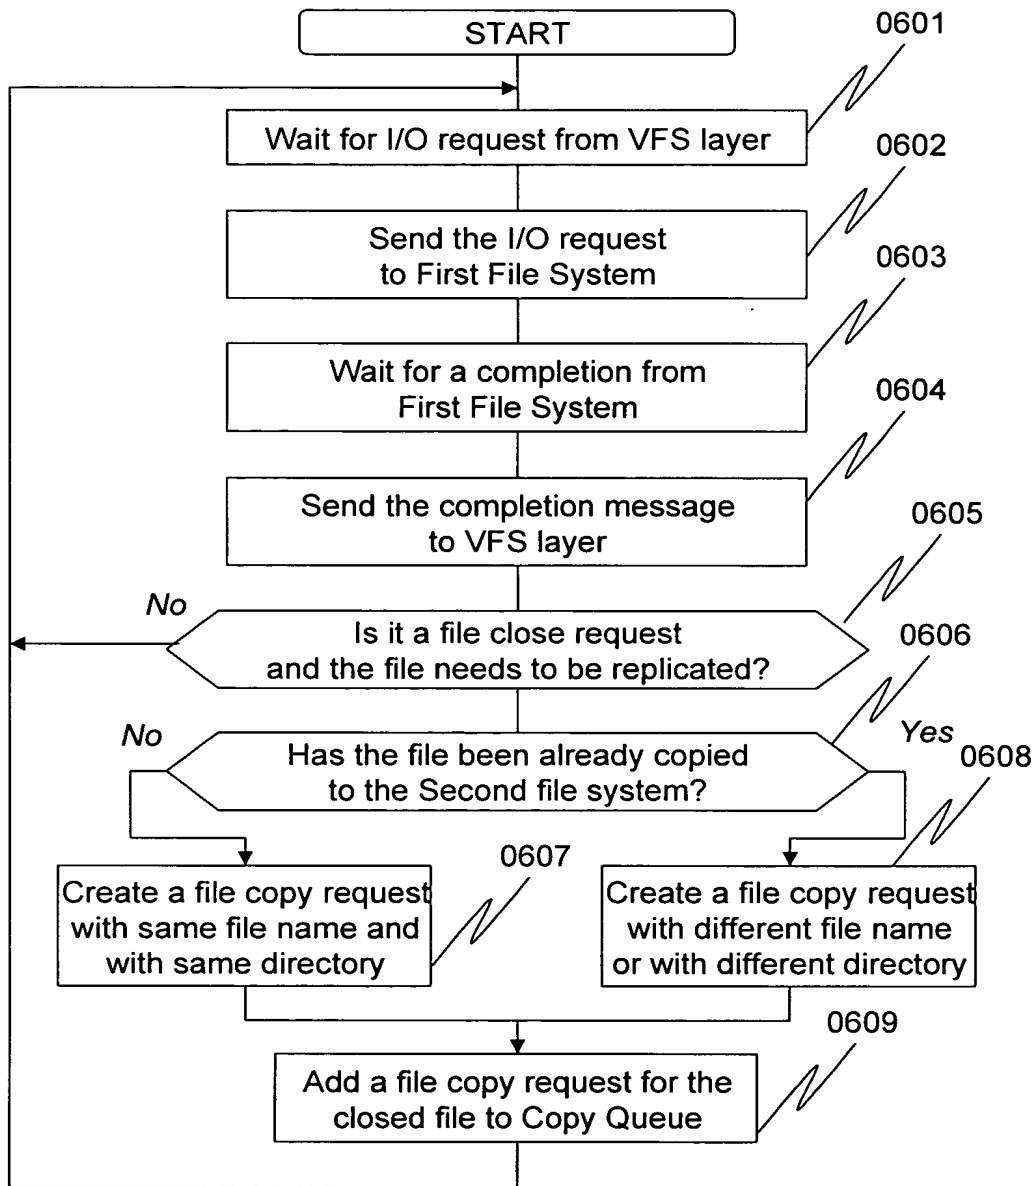 START
0601
Wait for I/O request from VFS layer
0602
Send the I/O request
to First File System
0603
Wait for a completion from
First File System
0604
Send the completion message
to VFS layer
0605
No
Is it a file close request
and the file needs to be replicated?
0606
No
Has the file been already copied
to the Second file system?
Yes
0608
0607
Create a file copy request
with same file name and
with same directory
Create a file copy request
with different file name
or with different directory
0609
Add a file copy request for the
closed file to Copy Queue